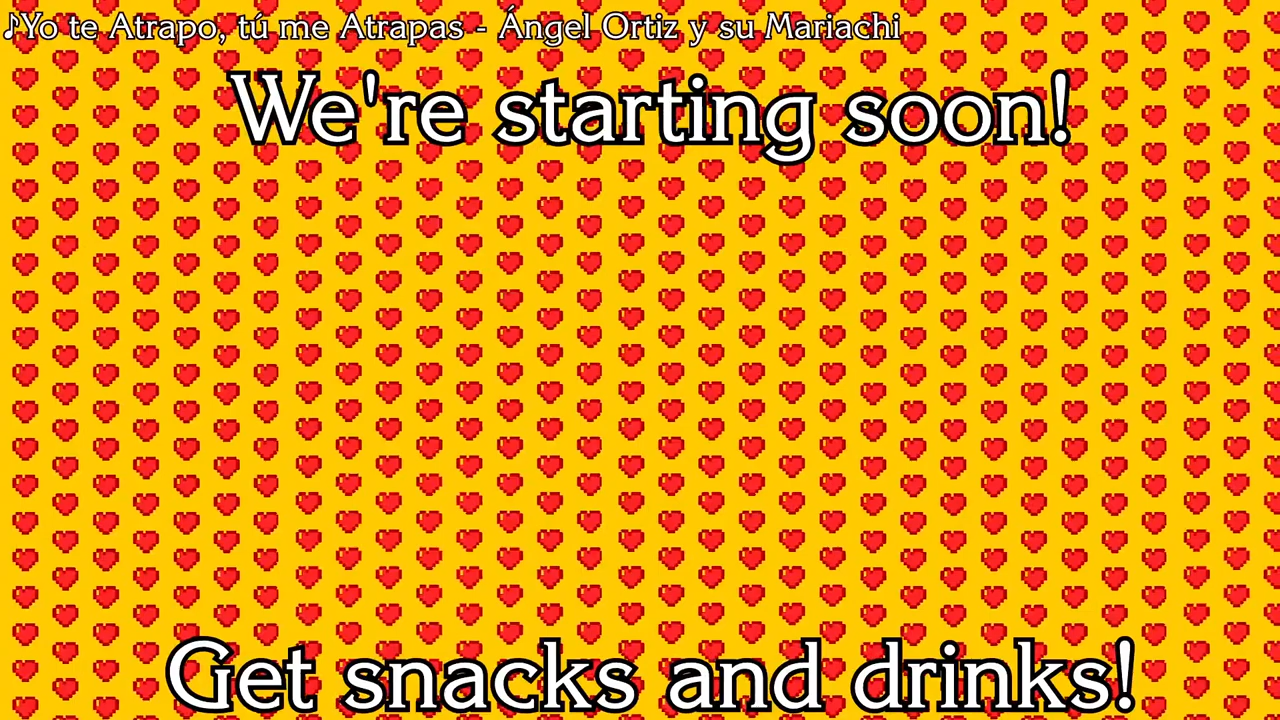 ♪Yo te Atrapo, tú me Atrapas - Ángel Ortiz y su Mariachi
We're starting soon!
Get snacks and drinks!